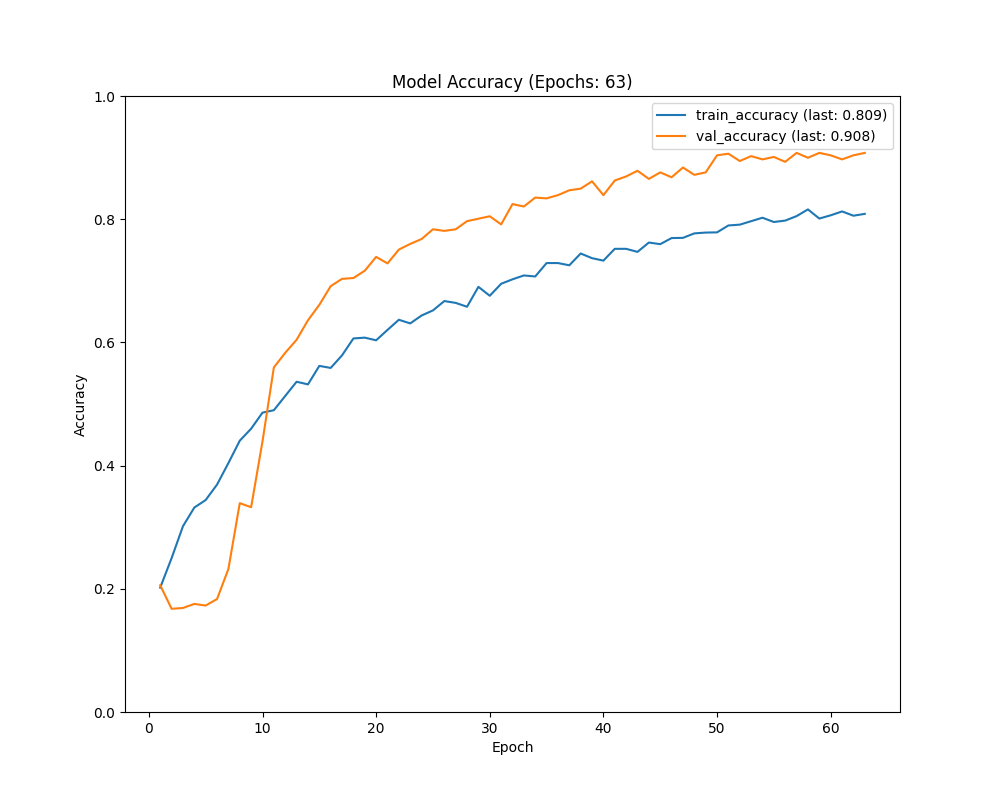 Model Accuracy (Epochs: 63)
train_accuracy (last: 0.809)
val_accuracy (last: 0.908)
Accuracy
1.0
0.8
0.6
0.4
0.2
0.0
0 10 20 30 40 50 60
Epoch